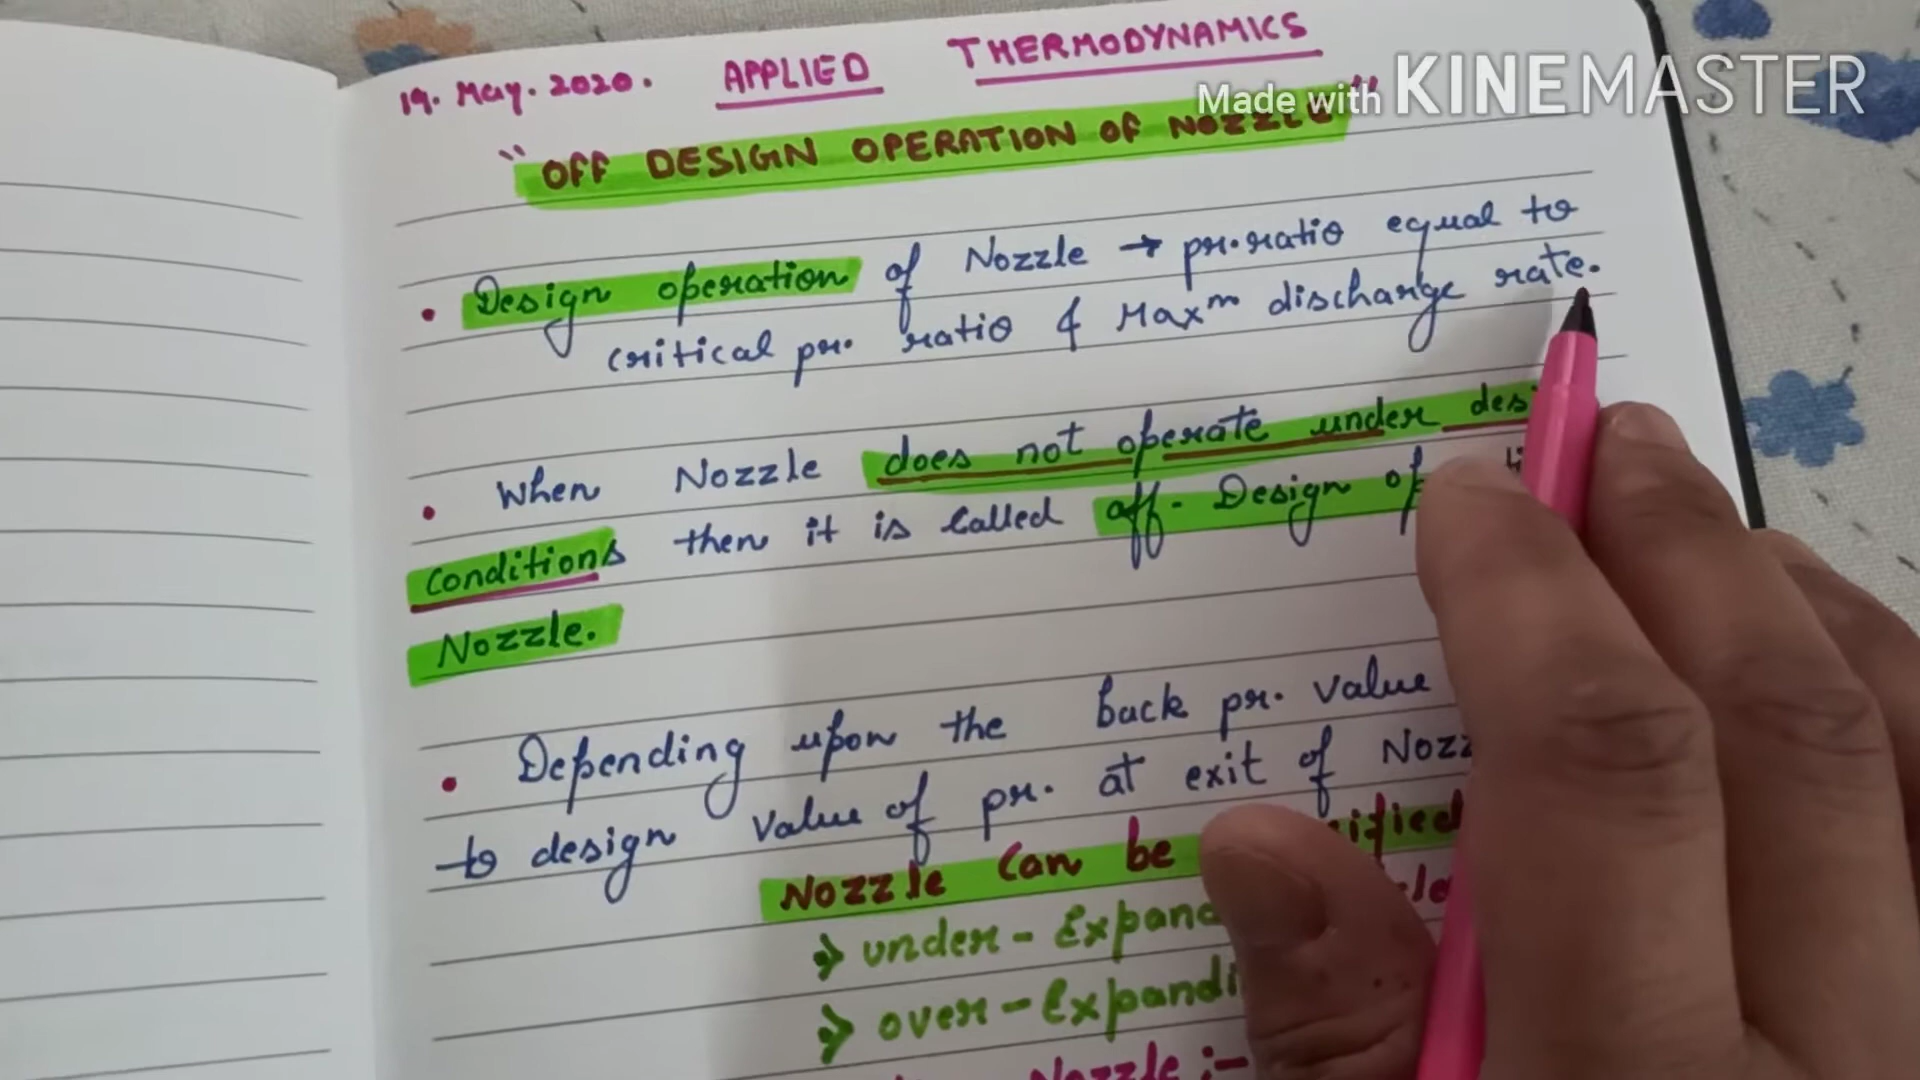 19. May. 2020. APPLIED THERMODYNAMICS
Made with KINEMASTER
"OFF DESIGN OPERATION OF NOZZLE"
• Design operation of Nozzle → pr. ratio equal to
critical pr. ratio & Maxᵐ discharge rate.
• When Nozzle does not operate under
conditions then it is called off-Design
Nozzle.
• Depending upon the back pr. value
to design value of pr. at exit of
Nozzle can be
→ under-
→ over-
Nozzle :-